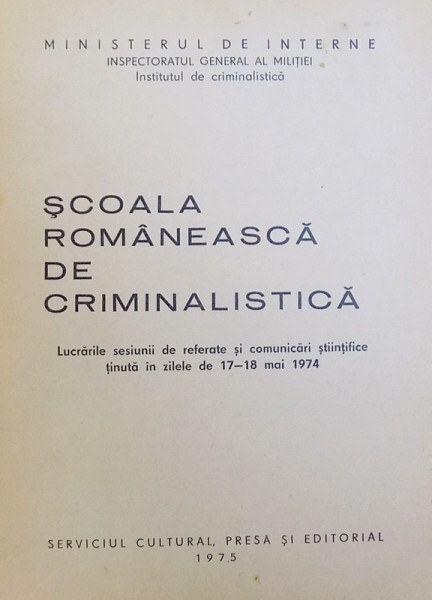 MINISTERUL DE INTERNE
INSPECTORATUL GENERAL AL MILIȚIEI
Institutul de criminalistică
ȘCOALA
ROMÂNEASCĂ
DE
CRIMINALISTICĂ
Lucrările sesiunii de referate și comunicări științifice
ținută în zilele de 17–18 mai 1974
SERVICIUL CULTURAL, PRESĂ ȘI EDITORIAL
1975